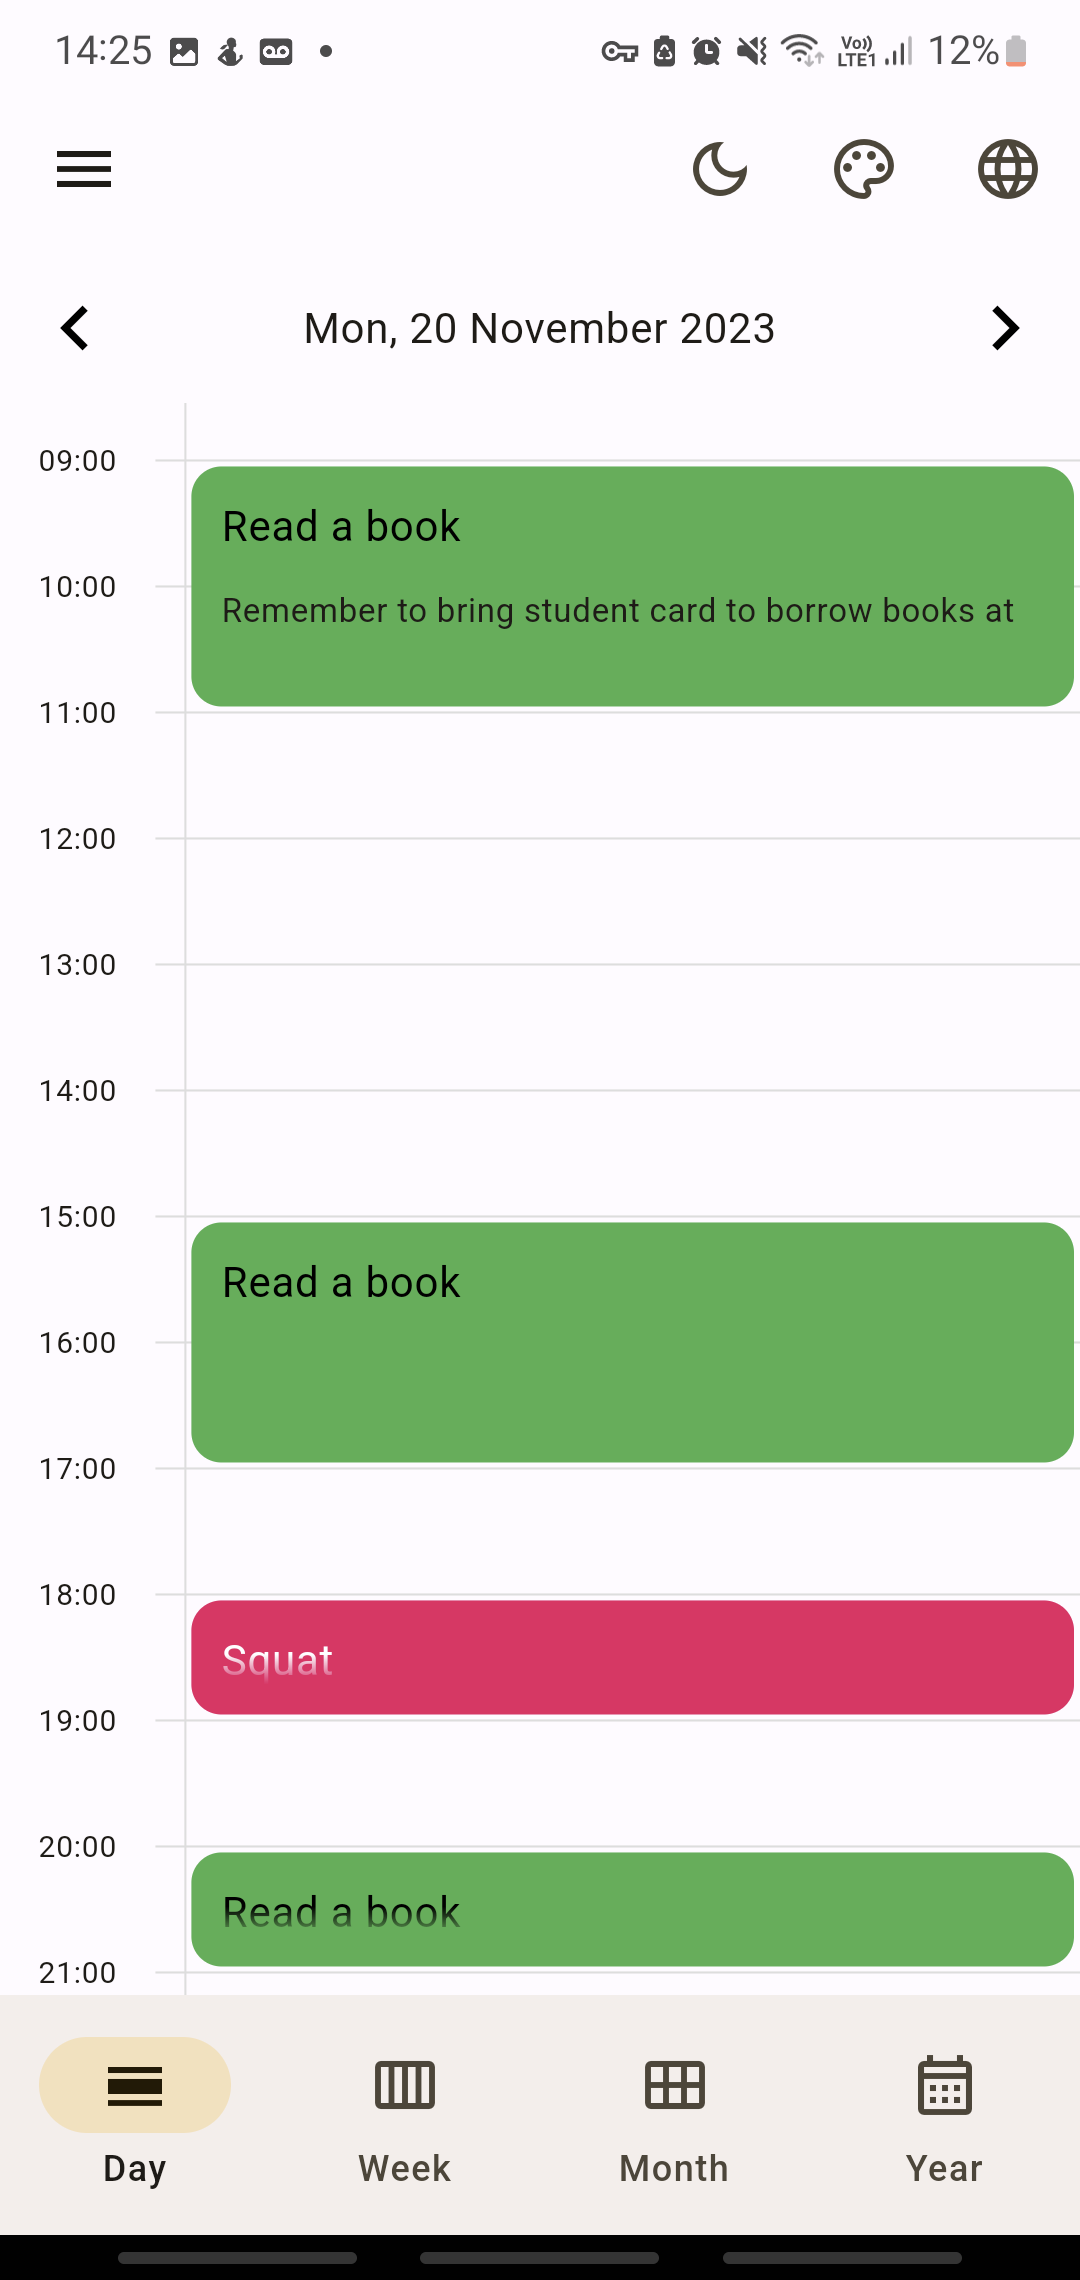 14:25
Vo)) LTE1
12%
Mon, 20 November 2023
09:00
Read a book
10:00
Remember to bring student card to borrow books at
11:00
12:00
13:00
14:00
15:00
Read a book
16:00
17:00
18:00
Squat
19:00
20:00
Read a book
21:00
Day
Week
Month
Year